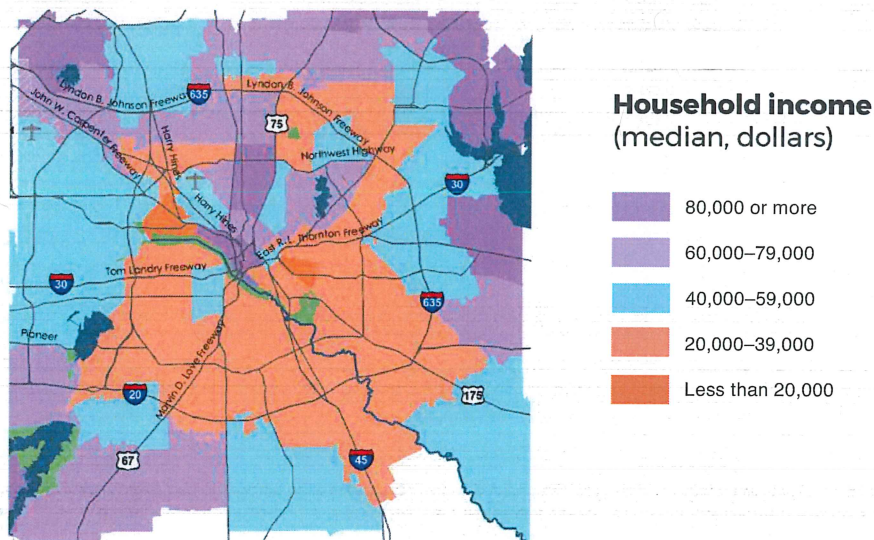 Household income
(median, dollars)
80,000 or more
60,000–79,000
40,000–59,000
20,000–39,000
Less than 20,000
Lyndon B. Johnson Freeway
635
Lyndon B. Johnson Freeway
John W. Carpenter Freeway
75
Harry Hines
Northwest Highway
30
Harry Hines
East R.L. Thornton Freeway
Tom Landry Freeway
30
635
Pioneer
Marvin D. Love Freeway
20
175
67
45